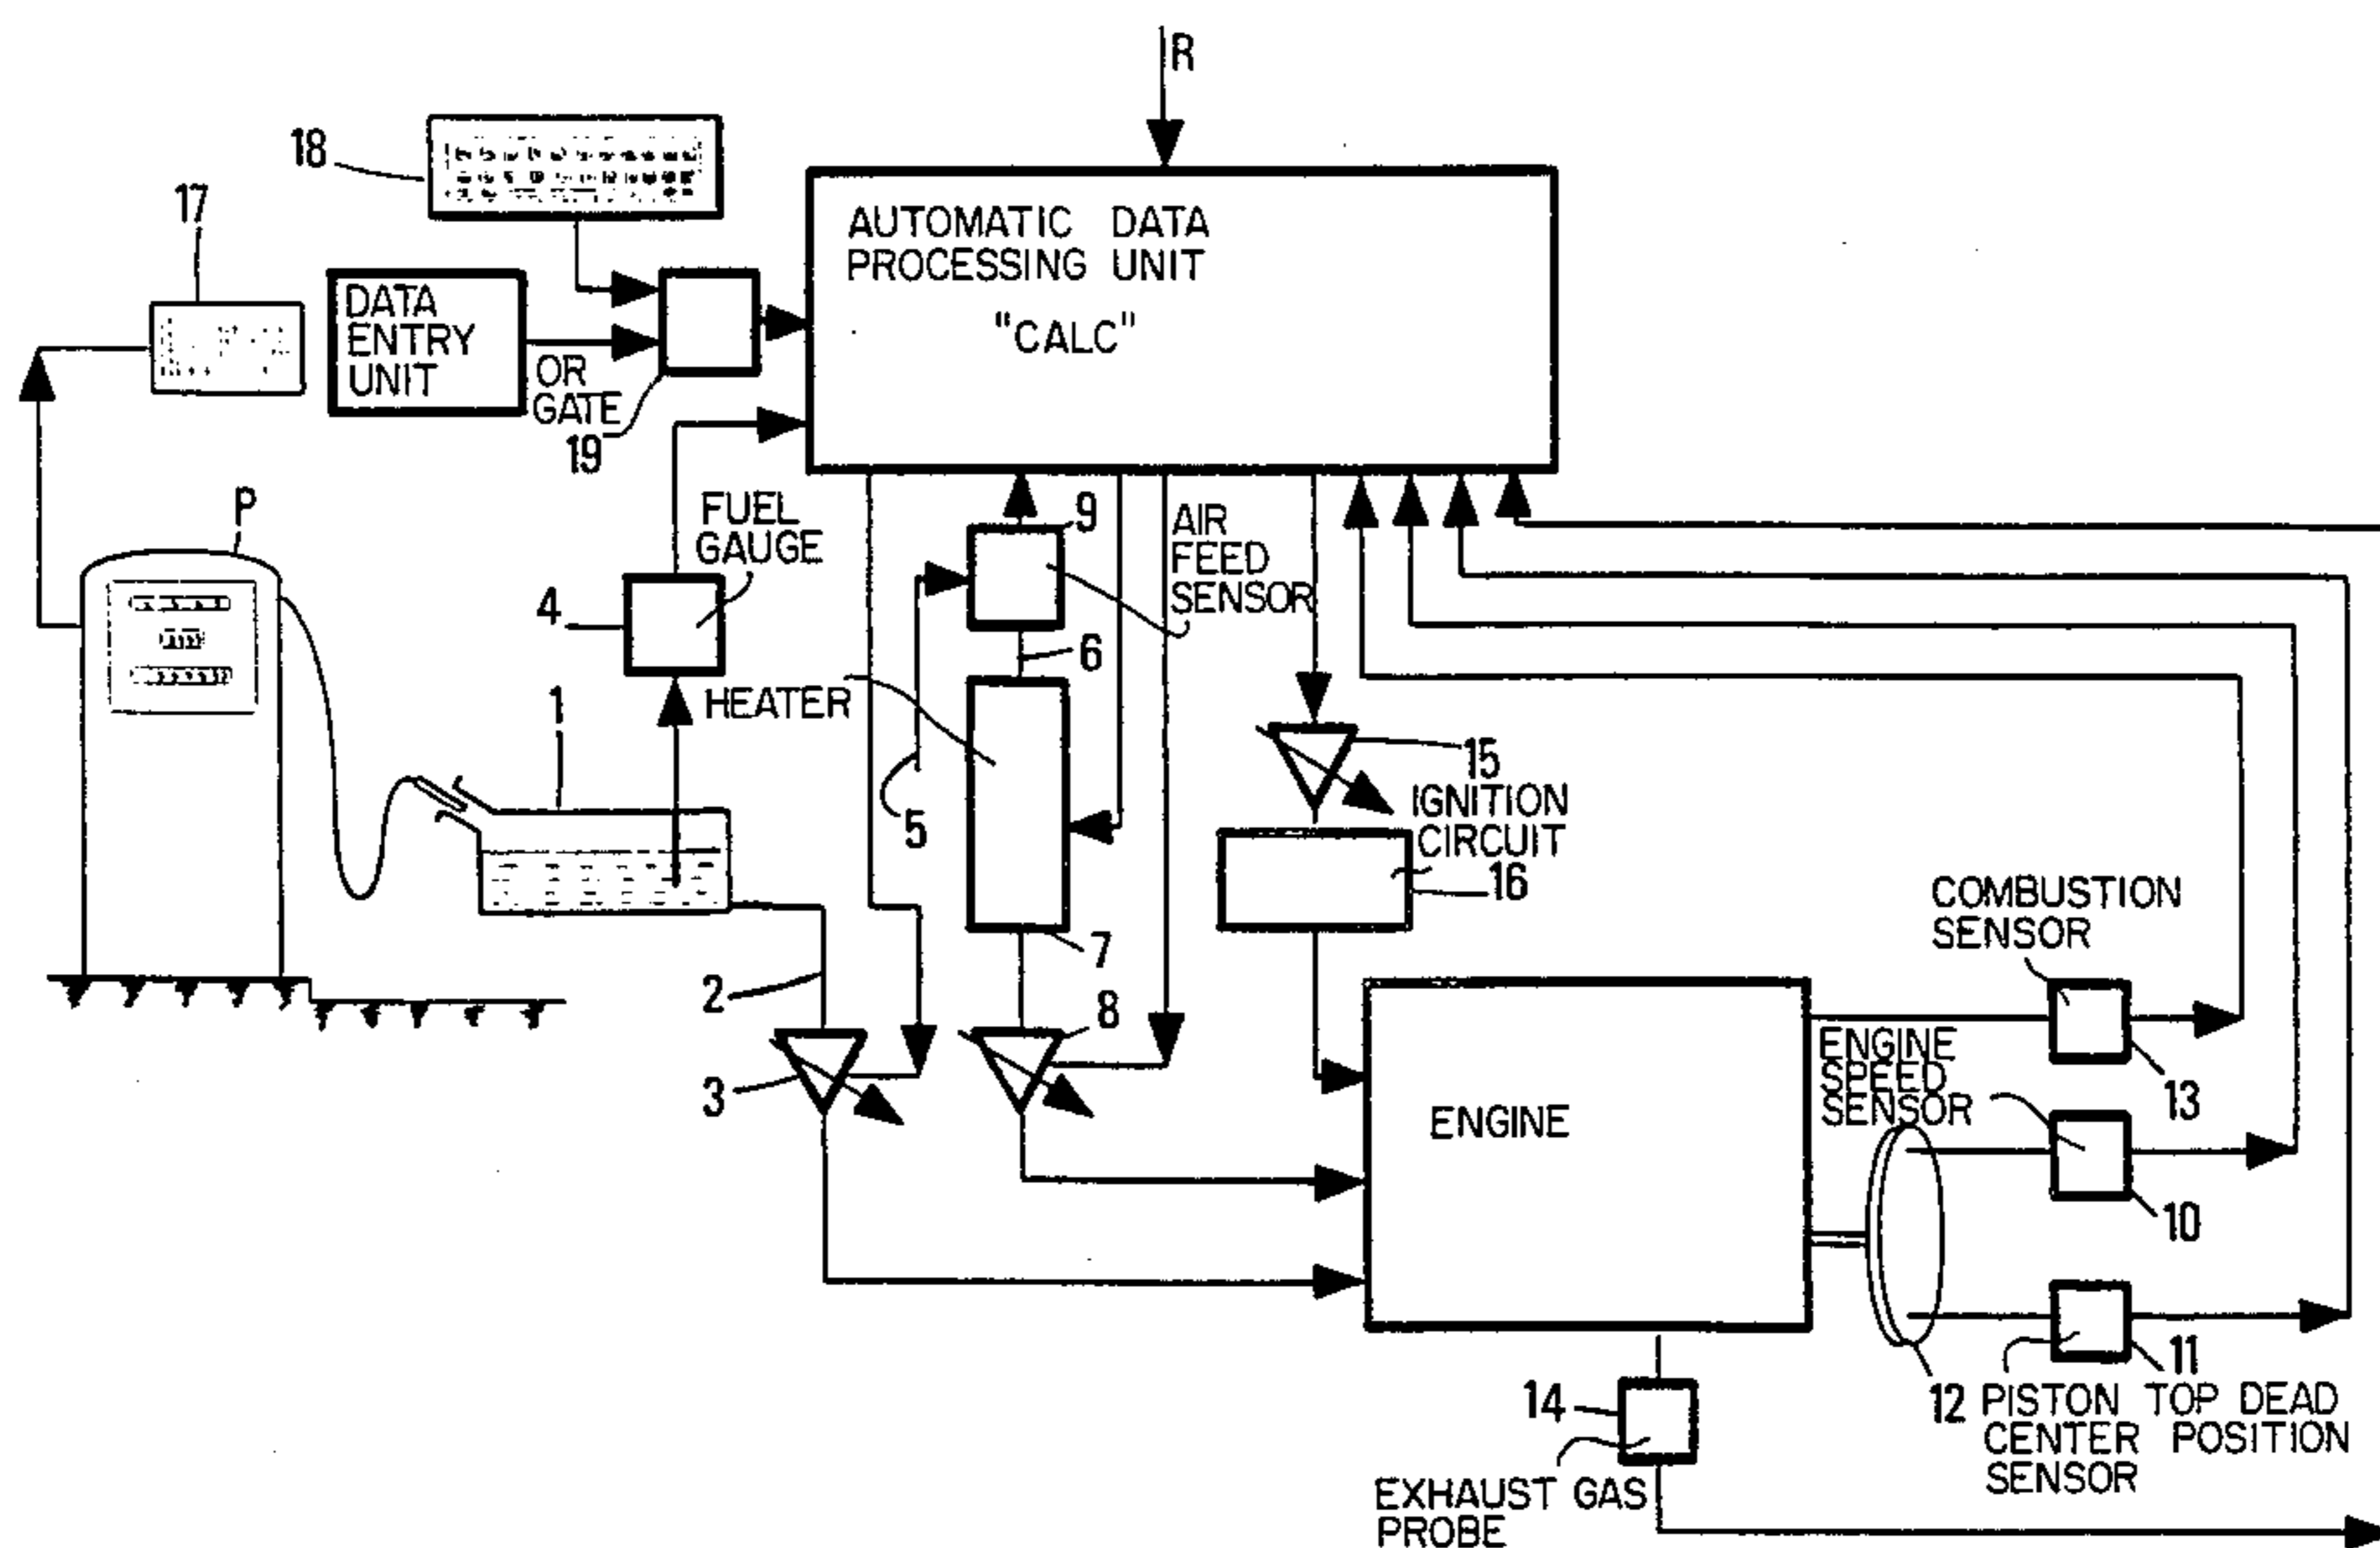 R
18
17
AUTOMATIC DATA
PROCESSING UNIT
"CALC"
DATA
ENTRY
UNIT
OR
GATE
19
P
FUEL
GAUGE
9
AIR
FEED
SENSOR
4
6
1
HEATER
15
5
IGNITION
CIRCUIT
16
COMBUSTION
SENSOR
7
2
8
3
ENGINE
SPEED
SENSOR
13
ENGINE
10
11
14
12
PISTON TOP DEAD
CENTER POSITION
SENSOR
EXHAUST GAS
PROBE